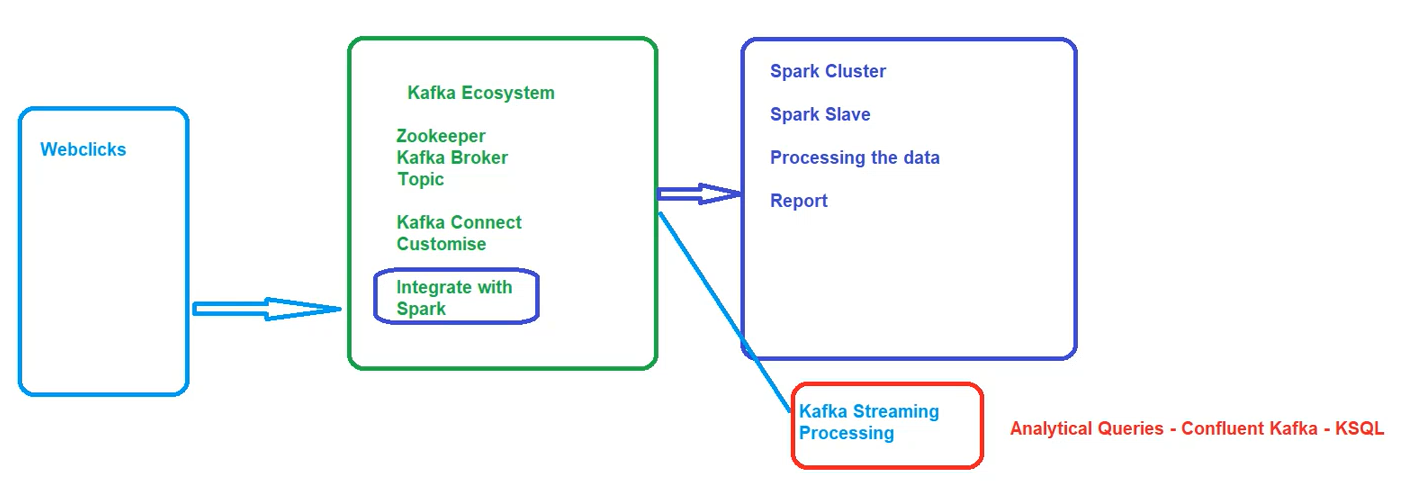 Webclicks
Kafka Ecosystem
Zookeeper
Kafka Broker
Topic
Kafka Connect
Customise
Integrate with
Spark
Spark Cluster
Spark Slave
Processing the data
Report
Kafka Streaming
Processing
Analytical Queries - Confluent Kafka - KSQL